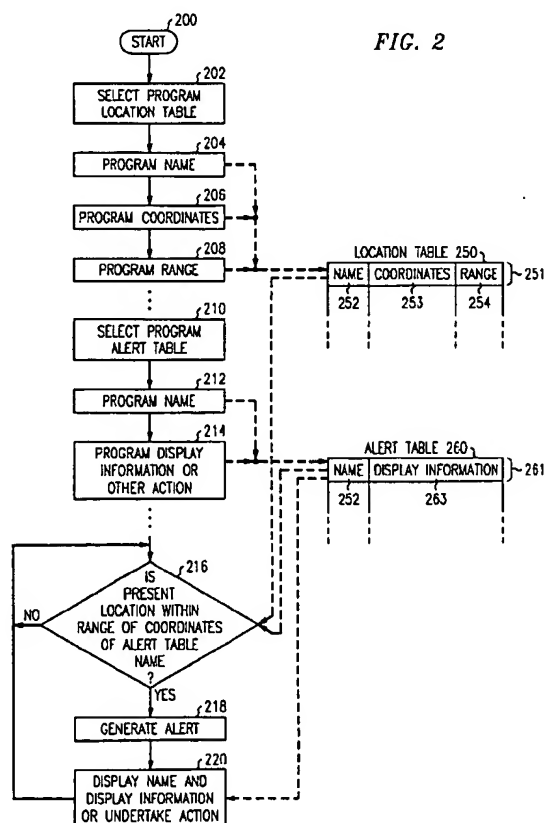 FIG. 2
200
START
202
SELECT PROGRAM
LOCATION TABLE
204
PROGRAM NAME
206
PROGRAM COORDINATES
208
PROGRAM RANGE
LOCATION TABLE 250
NAME COORDINATES RANGE
251
252 253 254
210
SELECT PROGRAM
ALERT TABLE
212
PROGRAM NAME
214
PROGRAM DISPLAY
INFORMATION OR
OTHER ACTION
ALERT TABLE 260
NAME DISPLAY INFORMATION
261
252 263
216
IS
PRESENT
LOCATION WITHIN
RANGE OF COORDINATES
OF ALERT TABLE
NAME
?
NO
YES
218
GENERATE ALERT
220
DISPLAY NAME AND
DISPLAY INFORMATION
OR UNDERTAKE ACTION